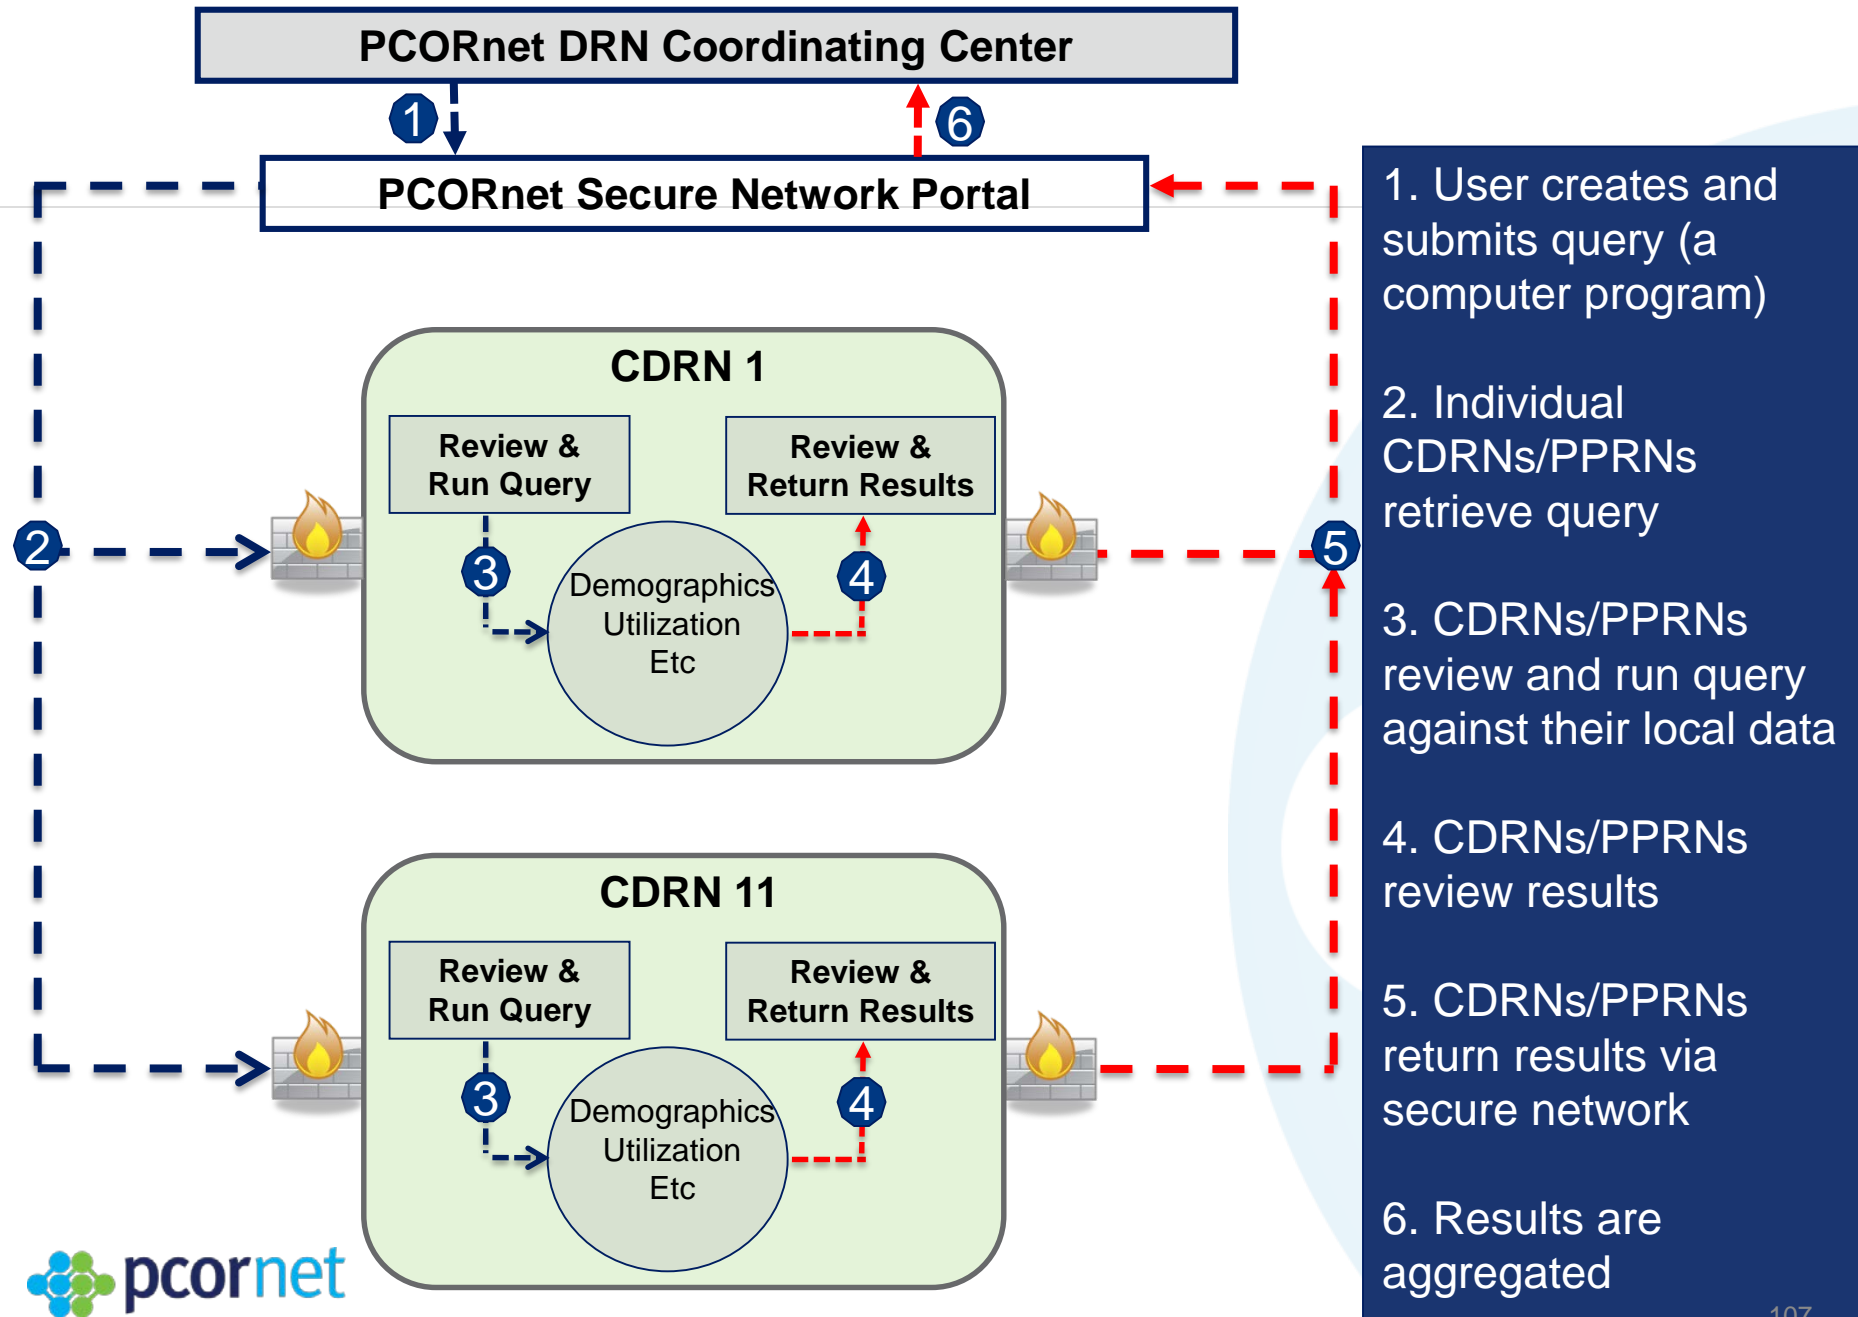 PCORnet DRN Coordinating Center
1
6
PCORnet Secure Network Portal
CDRN 1
Review &
Run Query
Review &
Return Results
2
3
4
5
Demographics
Utilization
Etc
CDRN 11
Review &
Run Query
Review &
Return Results
3
4
Demographics
Utilization
Etc
pcornet
1. User creates and
submits query (a
computer program)
2. Individual
CDRNs/PPRNs
retrieve query
3. CDRNs/PPRNs
review and run query
against their local data
4. CDRNs/PPRNs
review results
5. CDRNs/PPRNs
return results via
secure network
6. Results are
aggregated
107